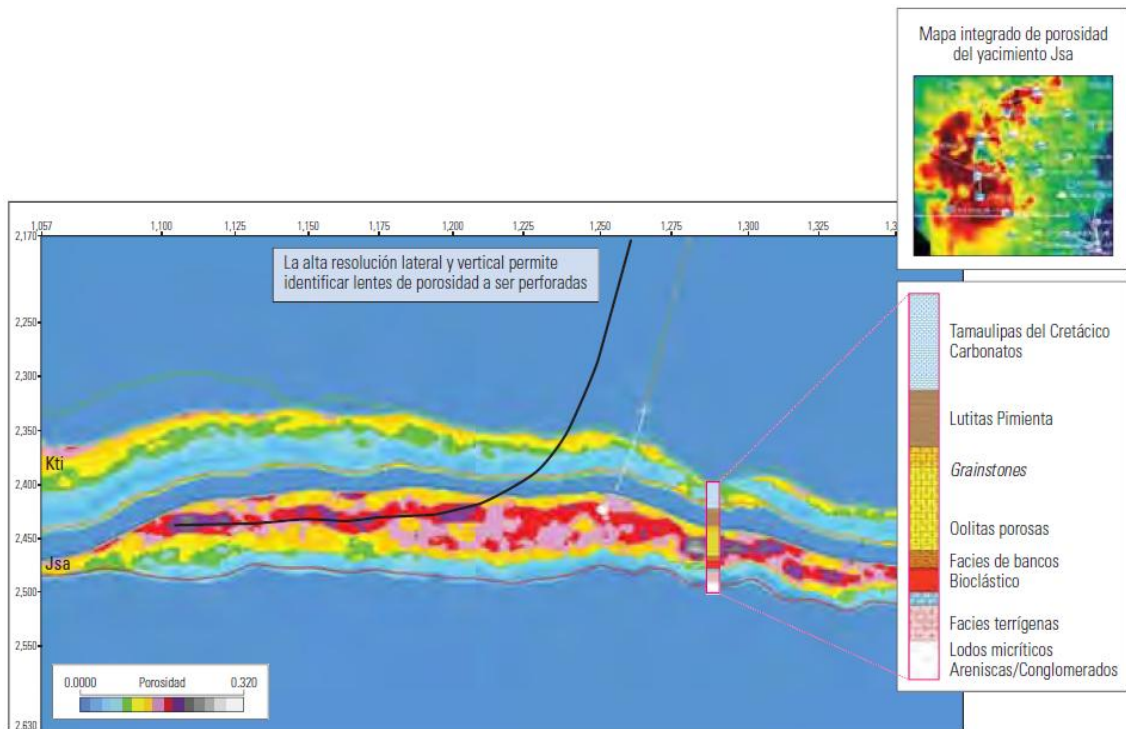 Mapa integrado de porosidad
del yacimiento Jsa
1,057
1,100
1,125
1,150
1,175
1,200
1,225
1,250
1,275
1,300
1,325
2,170
La alta resolución lateral y vertical permite
identificar lentes de porosidad a ser perforadas
2,250
2,300
2,350
2,400
2,450
2,500
2,550
2,630
Kti
Jsa
0.0000 Porosidad 0.320
Tamaulipas del Cretácico
Carbonatos
Lutitas Pimienta
Grainstones
Oolitas porosas
Facies de bancos
Bioclástico
Facies terrígenas
Lodos micríticos
Areniscas/Conglomerados